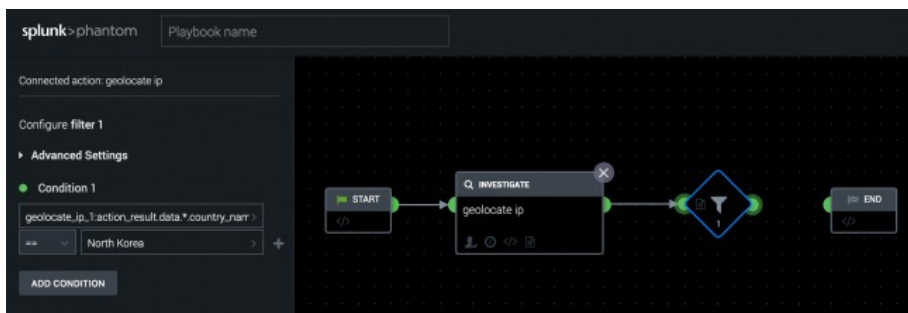 splunk>phantom
Playbook name
Connected action: geolocate ip
Configure filter 1
Advanced Settings
Condition 1
geolocate_ip_1:action_result.data.*.country_narr
==
North Korea
ADD CONDITION
START
INVESTIGATE
geolocate ip
1
END